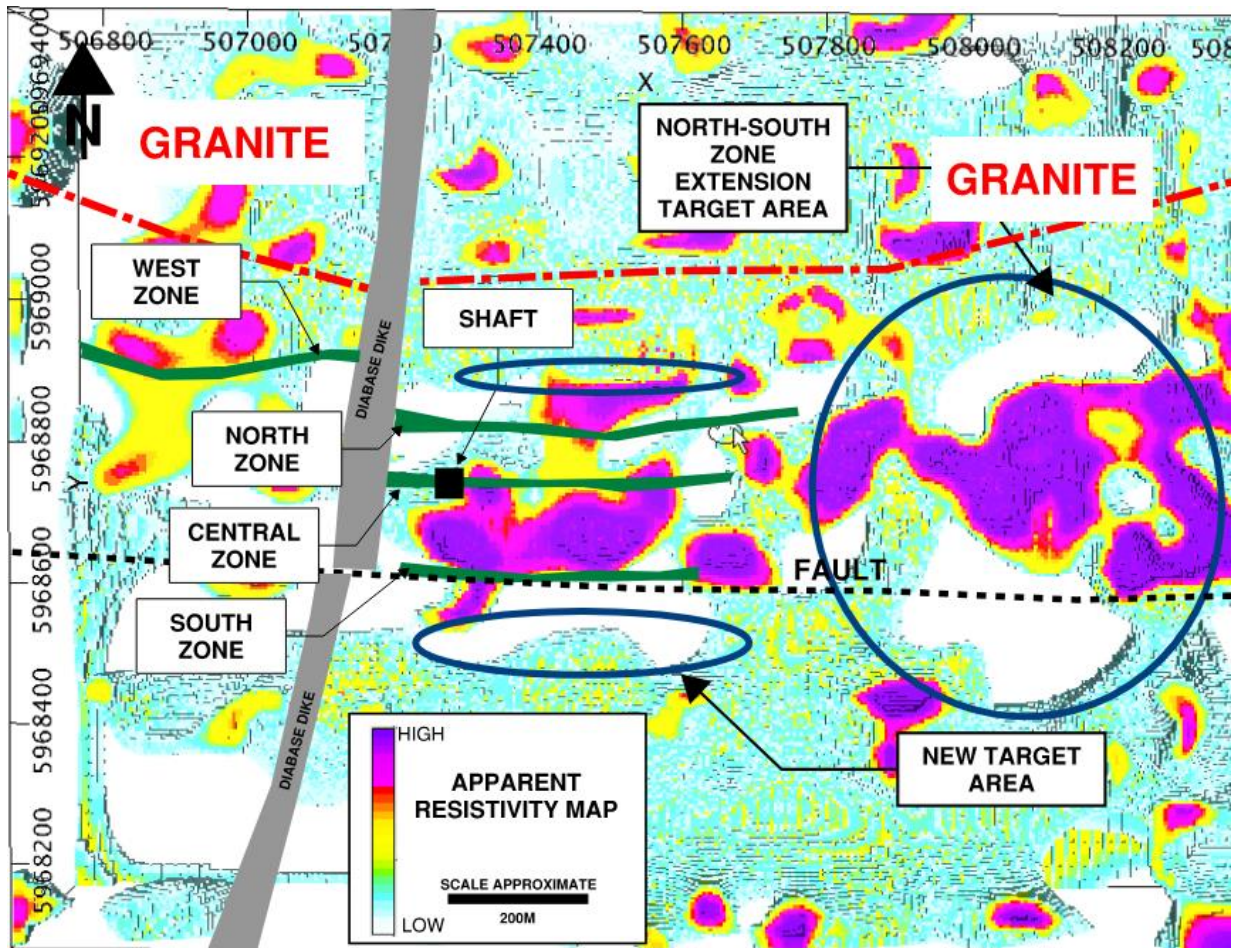 506800
507000
507400
507600
507800
508000
508200
X
5969400
5969000
5968800
5968600
5968400
5968200
Y
N
GRANITE
NORTH-SOUTH
ZONE
EXTENSION
TARGET AREA
GRANITE
WEST
ZONE
SHAFT
DIABASE DIKE
NORTH
ZONE
CENTRAL
ZONE
FAULT
SOUTH
ZONE
DIABASE DIKE
HIGH
APPARENT
RESISTIVITY MAP
SCALE APPROXIMATE
200M
LOW
NEW TARGET
AREA